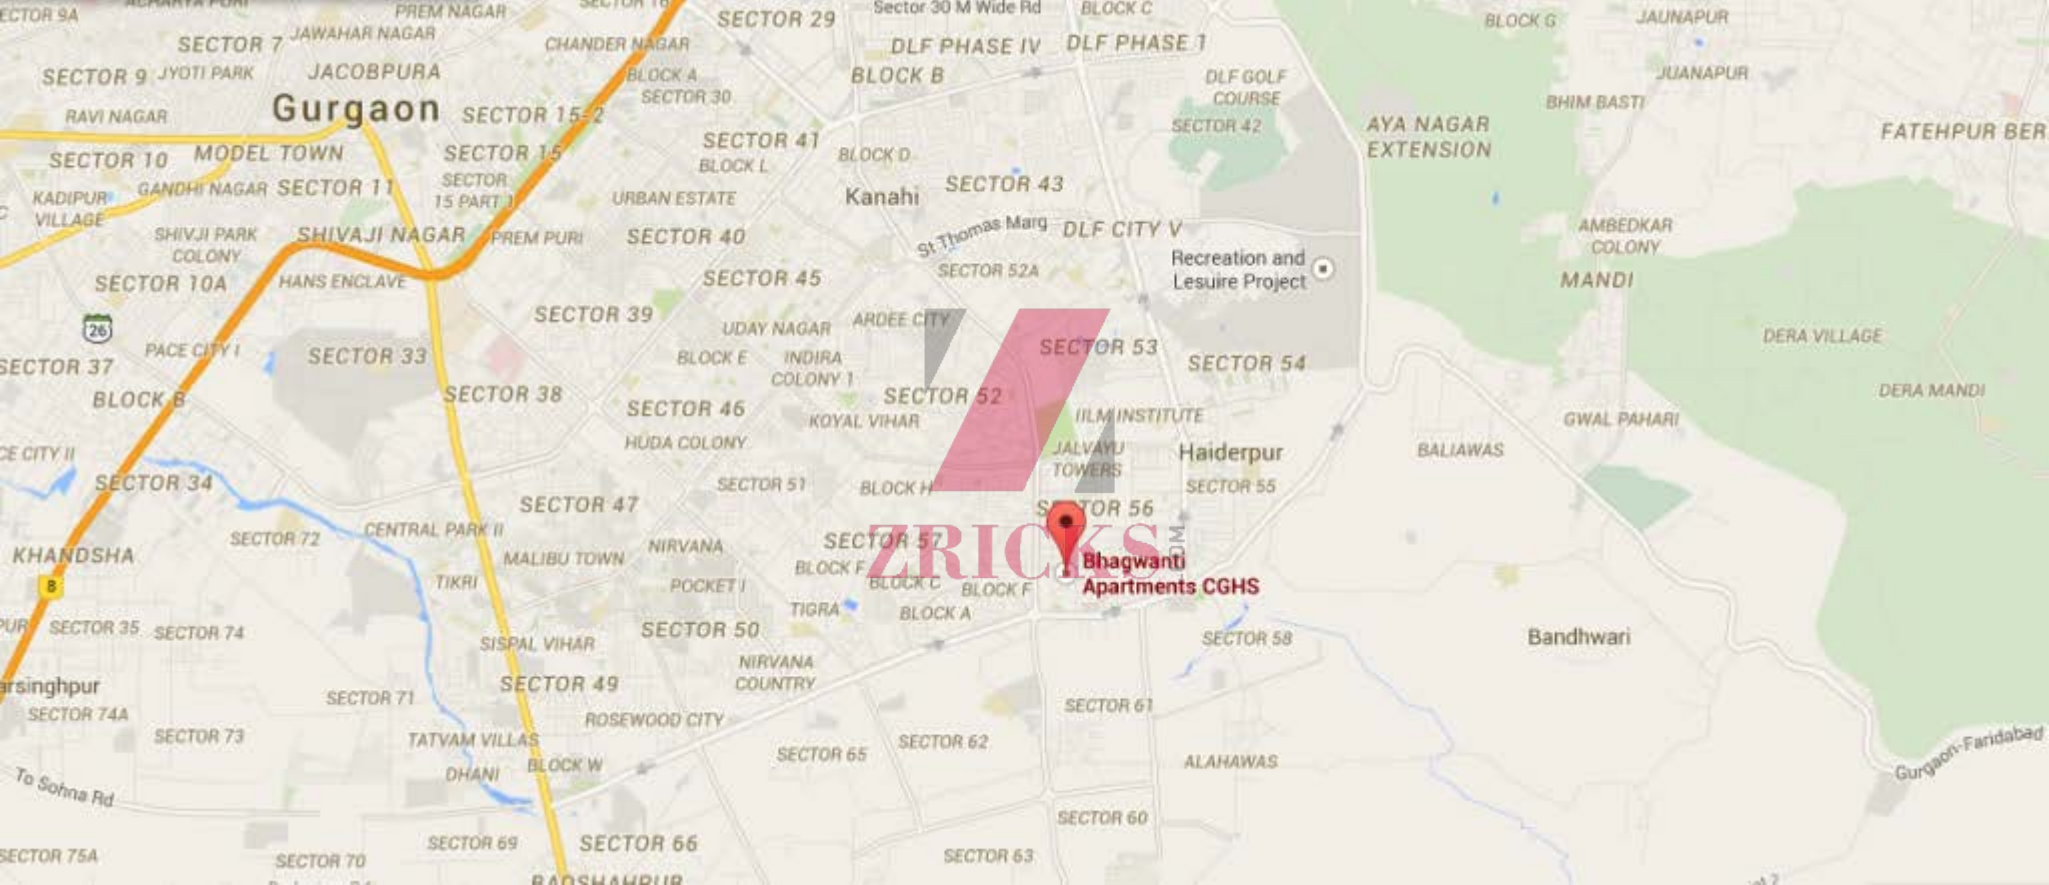 SECTOR 9A
PREM NAGAR
Sector 30 M Wide Rd
BLOCK C
SECTOR 29
BLOCK G
JAUNAPUR
SECTOR 7
JAWAHAR NAGAR
CHANDER NAGAR
DLF PHASE IV
DLF PHASE 1
SECTOR 9
JYOTI PARK
JACOBPURA
BLOCK A
BLOCK B
DLF GOLF
COURSE
JUANAPUR
SECTOR 30
BHIM BASTI
Gurgaon
RAVI NAGAR
SECTOR 15-2
SECTOR 42
AYA NAGAR
EXTENSION
FATEHPUR BER
SECTOR 41
BLOCK L
SECTOR 10
MODEL TOWN
SECTOR 15
BLOCK D
SECTOR
15 PART 1
GANDHI NAGAR
SECTOR 11
SECTOR 43
KADIPUR
VILLAGE
URBAN ESTATE
Kanahi
SHIVJI PARK
COLONY
SHIVAJI NAGAR
PREM PURI
SECTOR 40
St Thomas Marg
DLF CITY V
AMBEDKAR
COLONY
Recreation and
Lesuire Project
SECTOR 10A
HANS ENCLAVE
SECTOR 45
SECTOR 52A
MANDI
26
SECTOR 39
UDAY NAGAR
ARDEE CITY
DERA VILLAGE
PACE CITY I
SECTOR 33
BLOCK E
INDIRA
COLONY 1
SECTOR 53
SECTOR 54
SECTOR 37
BLOCK B
SECTOR 38
SECTOR 46
SECTOR 52
DERA MANDI
KOYAL VIHAR
IILM INSTITUTE
GWAL PAHARI
HUDA COLONY
JALVAYU
TOWERS
Haiderpur
BALIAWAS
CE CITY II
SECTOR 34
SECTOR 51
BLOCK H
SECTOR 55
SECTOR 47
SECTOR 56
CENTRAL PARK II
SECTOR 72
NIRVANA
SECTOR 57
ZRICKS
.COM
KHANDSHA
MALIBU TOWN
BLOCK F
Bhagwanti
Apartments CGHS
8
TIKRI
POCKET I
BLOCK C
BLOCK F
TIGRA
BLOCK A
SECTOR 35
SECTOR 74
SISPAL VIHAR
SECTOR 50
SECTOR 58
Bandhwari
NIRVANA
COUNTRY
arsinghpur
SECTOR 71
SECTOR 49
SECTOR 74A
ROSEWOOD CITY
SECTOR 61
SECTOR 73
TATVAM VILLAS
SECTOR 65
SECTOR 62
ALAHAWAS
Gurgaon-Faridabad
DHANI
BLOCK W
To Sohna Rd
SECTOR 60
SECTOR 75A
SECTOR 70
SECTOR 69
SECTOR 66
SECTOR 63
BADSHAHPUR